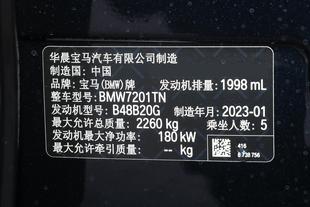 华晨宝马汽车有限公司制造
制造国：中国
品牌：宝马(BMW)牌 发动机排量：1998 mL
整车型号：BMW7201TN
发动机型号：B48B20G 制造年月：2023-01
最大允许总质量：2260 kg 乘坐人数：5
发动机最大净功率：180 kW
最大允许牵引质量：-- kg
416
8 738 756